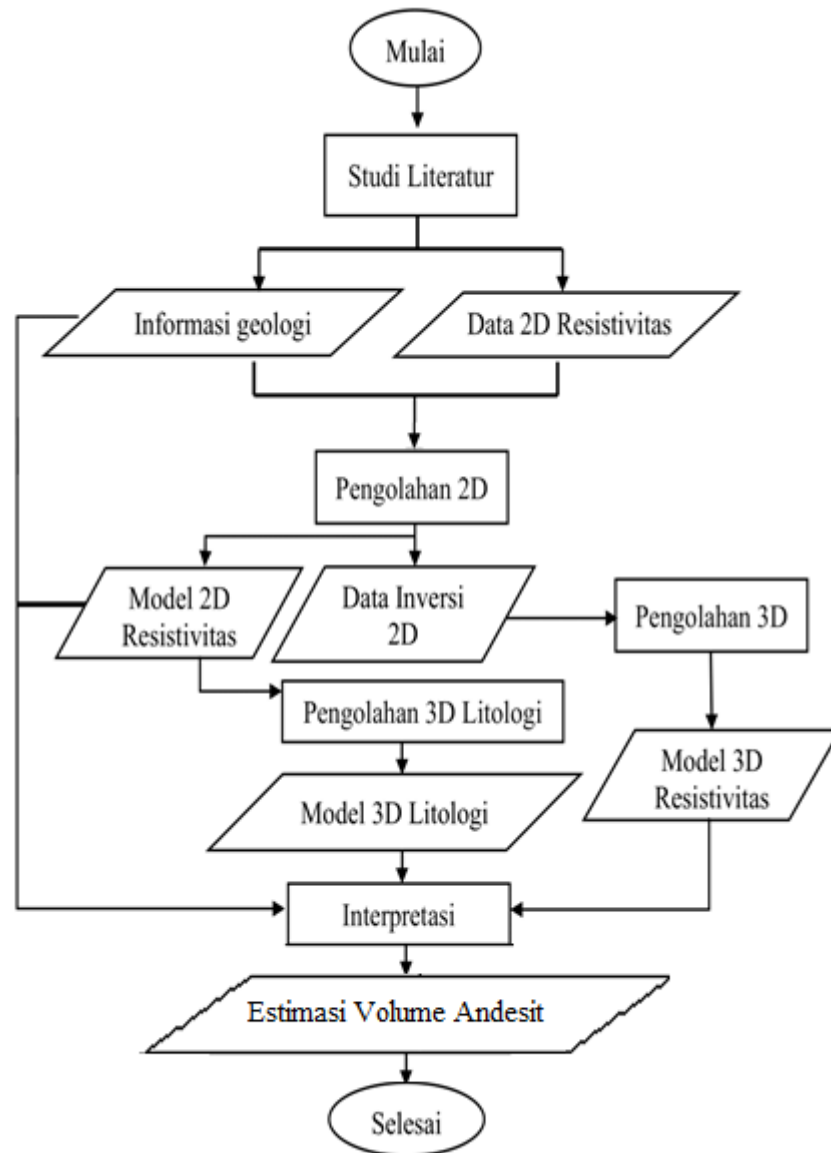 Mulai
Studi Literatur
Informasi geologi
Data 2D Resistivitas
Pengolahan 2D
Model 2D
Resistivitas
Data Inversi
2D
Pengolahan 3D
Pengolahan 3D Litologi
Model 3D
Resistivitas
Model 3D Litologi
Interpretasi
Estimasi Volume Andesit
Selesai